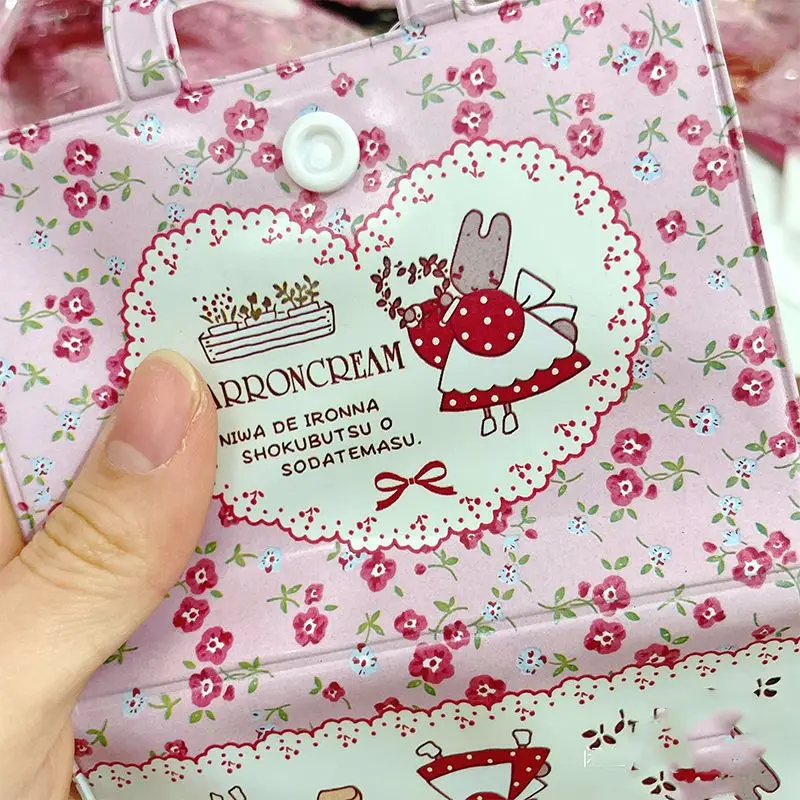 ARRONCREAM
NIWA DE IRONNA
SHOKUBUTSU O
SODATEMASU.